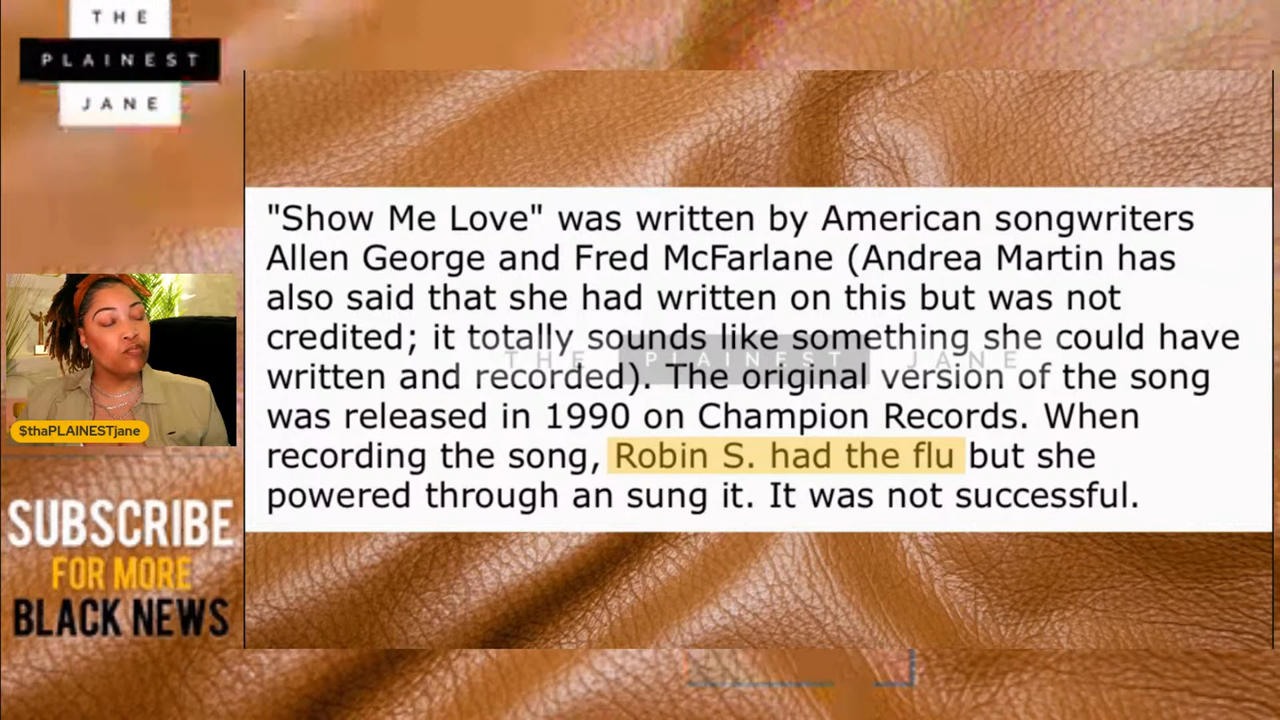 THE
PLAINEST
JANE
"Show Me Love" was written by American songwriters
Allen George and Fred McFarlane (Andrea Martin has
also said that she had written on this but was not
credited; it totally sounds like something she could have
written and recorded). The original version of the song
was released in 1990 on Champion Records. When
recording the song, Robin S. had the flu but she
powered through an sung it. It was not successful.
THE PLAINEST JANE
$thaPLAINESTjane
SUBSCRIBE
FOR MORE
BLACK NEWS